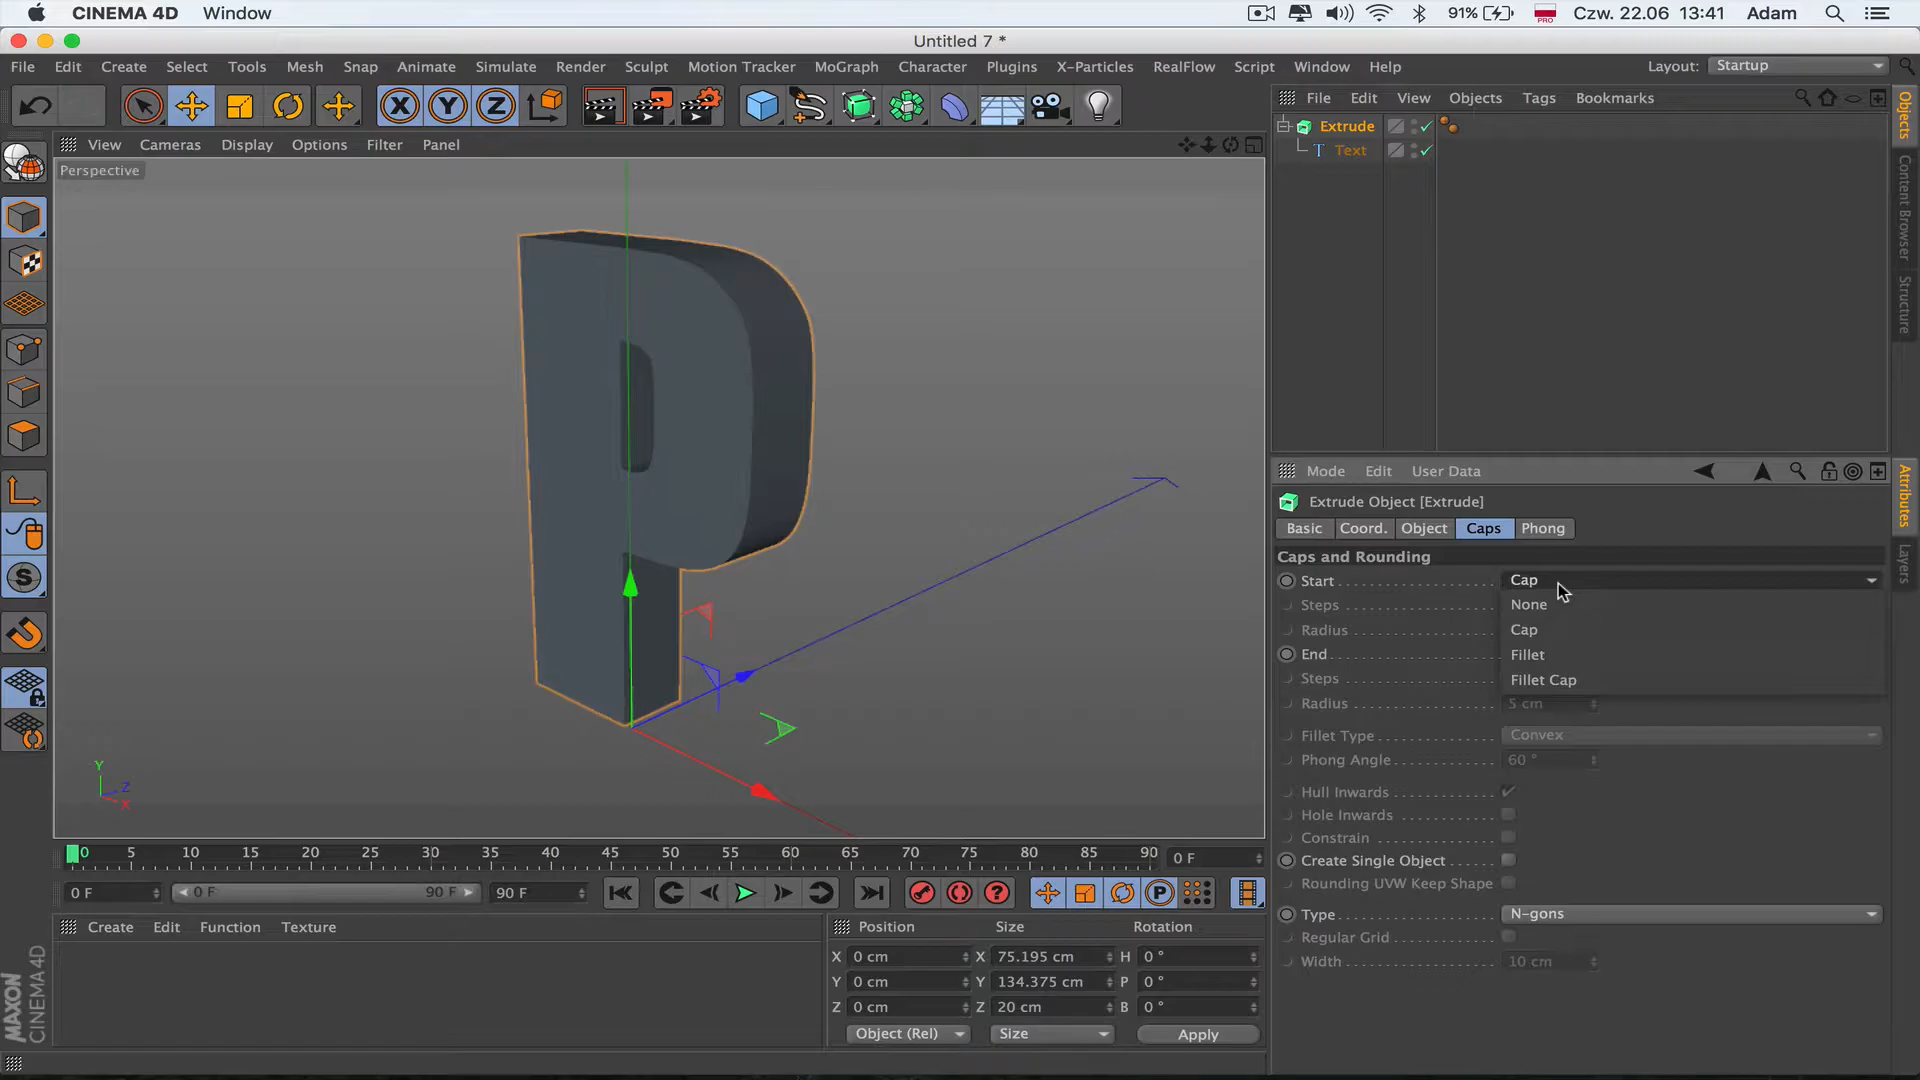 CINEMA 4D Window 91% PRO Czw. 22.06 13:41 Adam
Untitled 7 *
File Edit Create Select Tools Mesh Snap Animate Simulate Render Sculpt Motion Tracker MoGraph Character Plugins X-Particles RealFlow Script Window Help Layout: Startup
X Y Z
File Edit View Objects Tags Bookmarks
Extrude
T Text
View Cameras Display Options Filter Panel
Perspective
Y
Z
X
S
Objects
Content Browser
Structure
Mode Edit User Data
Extrude Object [Extrude]
Basic Coord. Object Caps Phong
Caps and Rounding
Start Cap
None
Cap
Fillet
Fillet Cap
Steps
Radius
End
Steps
Radius 5 cm
Fillet Type Convex
Phong Angle 60 °
Hull Inwards
Hole Inwards
Constrain
Create Single Object
Rounding UVW Keep Shape
Type N-gons
Regular Grid
Width 10 cm
Attributes
Layers
0 5 10 15 20 25 30 35 40 45 50 55 60 65 70 75 80 85 90 0 F
0 F 0 F 90 F 90 F ? P
Create Edit Function Texture
Position Size Rotation
X 0 cm X 75.195 cm H 0 °
Y 0 cm Y 134.375 cm P 0 °
Z 0 cm Z 20 cm B 0 °
Object (Rel) Size Apply
MAXON
CINEMA 4D